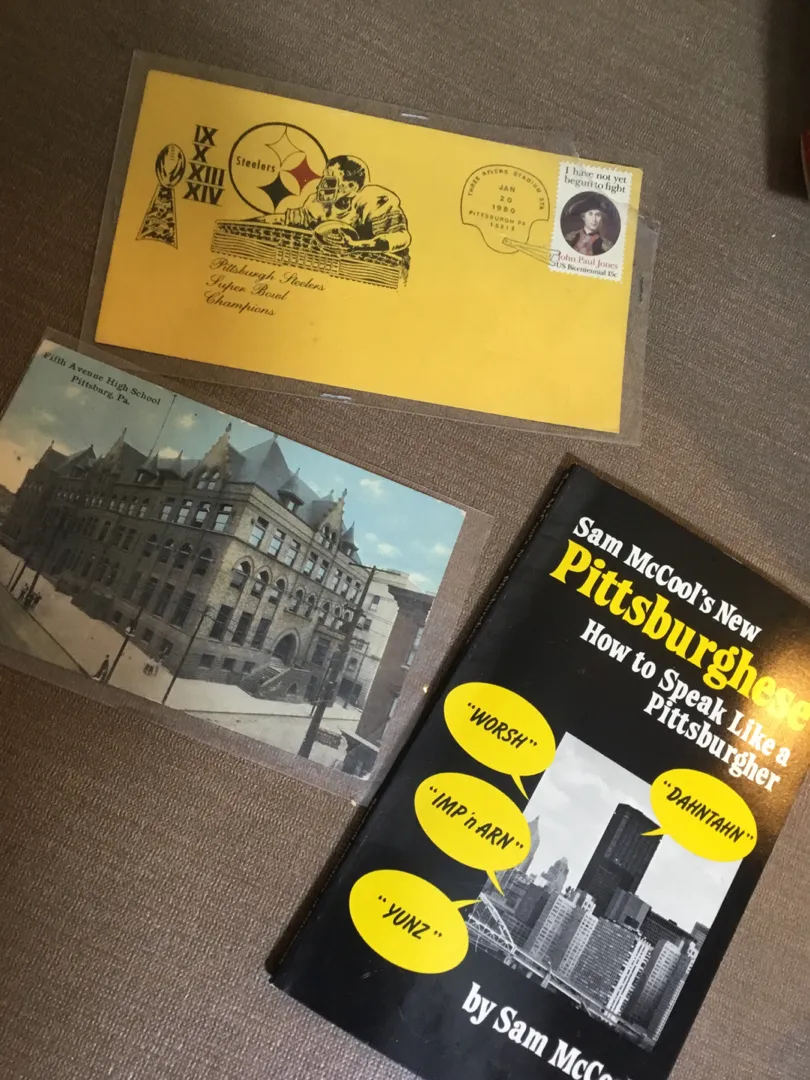 IX
X
XIII
XIV
Steelers
Pittsburgh Steelers
Super Bowl
Champions
THREE RIVERS STADIUM STA
JAN
20
1980
PITTSBURGH PA
I have not yet
begun to fight
John Paul Jones
US Bicentennial 15c
Fifth Avenue High School
Pittsburg, Pa.
Sam McCool's New
Pittsburghese
How to Speak Like a
Pittsburgher
"WORSH"
"DAHNTAHN"
"IMP 'n ARN"
"YUNZ"
by Sam McCo